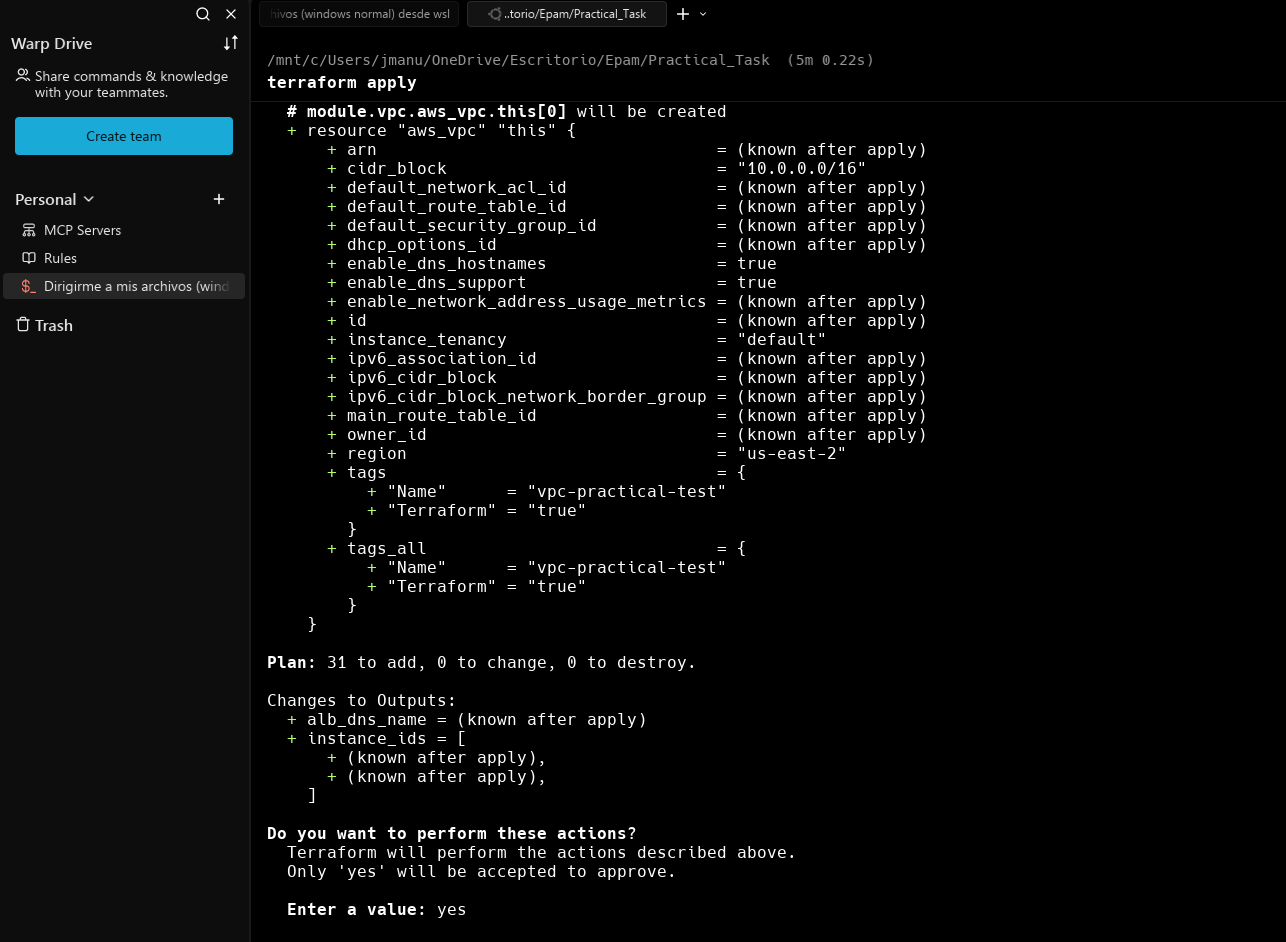 hivos (windows normal) desde wsl
..torio/Epam/Practical_Task
Warp Drive
Share commands & knowledge
with your teammates.
Create team
Personal
MCP Servers
Rules
$_ Dirigirme a mis archivos (wind
Trash
/mnt/c/Users/jmanu/OneDrive/Escritorio/Epam/Practical_Task (5m 0.22s)
terraform apply
# module.vpc.aws_vpc.this[0] will be created
+ resource "aws_vpc" "this" {
+ arn = (known after apply)
+ cidr_block = "10.0.0.0/16"
+ default_network_acl_id = (known after apply)
+ default_route_table_id = (known after apply)
+ default_security_group_id = (known after apply)
+ dhcp_options_id = (known after apply)
+ enable_dns_hostnames = true
+ enable_dns_support = true
+ enable_network_address_usage_metrics = (known after apply)
+ id = (known after apply)
+ instance_tenancy = "default"
+ ipv6_association_id = (known after apply)
+ ipv6_cidr_block = (known after apply)
+ ipv6_cidr_block_network_border_group = (known after apply)
+ main_route_table_id = (known after apply)
+ owner_id = (known after apply)
+ region = "us-east-2"
+ tags = {
+ "Name" = "vpc-practical-test"
+ "Terraform" = "true"
}
+ tags_all = {
+ "Name" = "vpc-practical-test"
+ "Terraform" = "true"
}
}
Plan: 31 to add, 0 to change, 0 to destroy.
Changes to Outputs:
+ alb_dns_name = (known after apply)
+ instance_ids = [
+ (known after apply),
+ (known after apply),
]
Do you want to perform these actions?
Terraform will perform the actions described above.
Only 'yes' will be accepted to approve.
Enter a value: yes